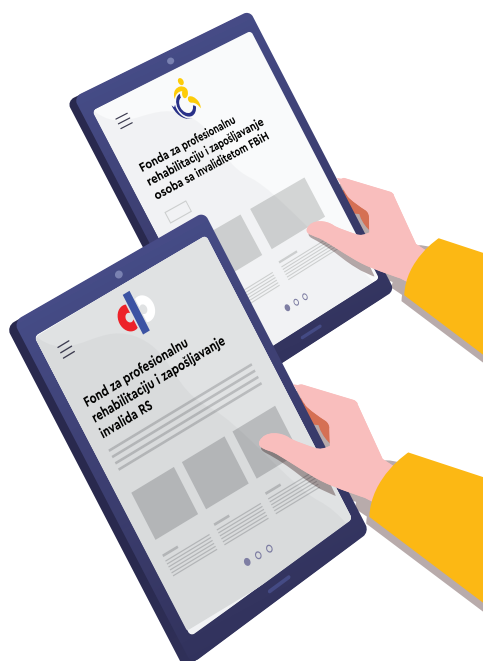 Fonda za profesionalnu
rehabilitaciju i zapošljavanje
osoba sa invaliditetom FBiH
Fond za profesionalnu
rehabilitaciju i zapošljavanje
invalida RS